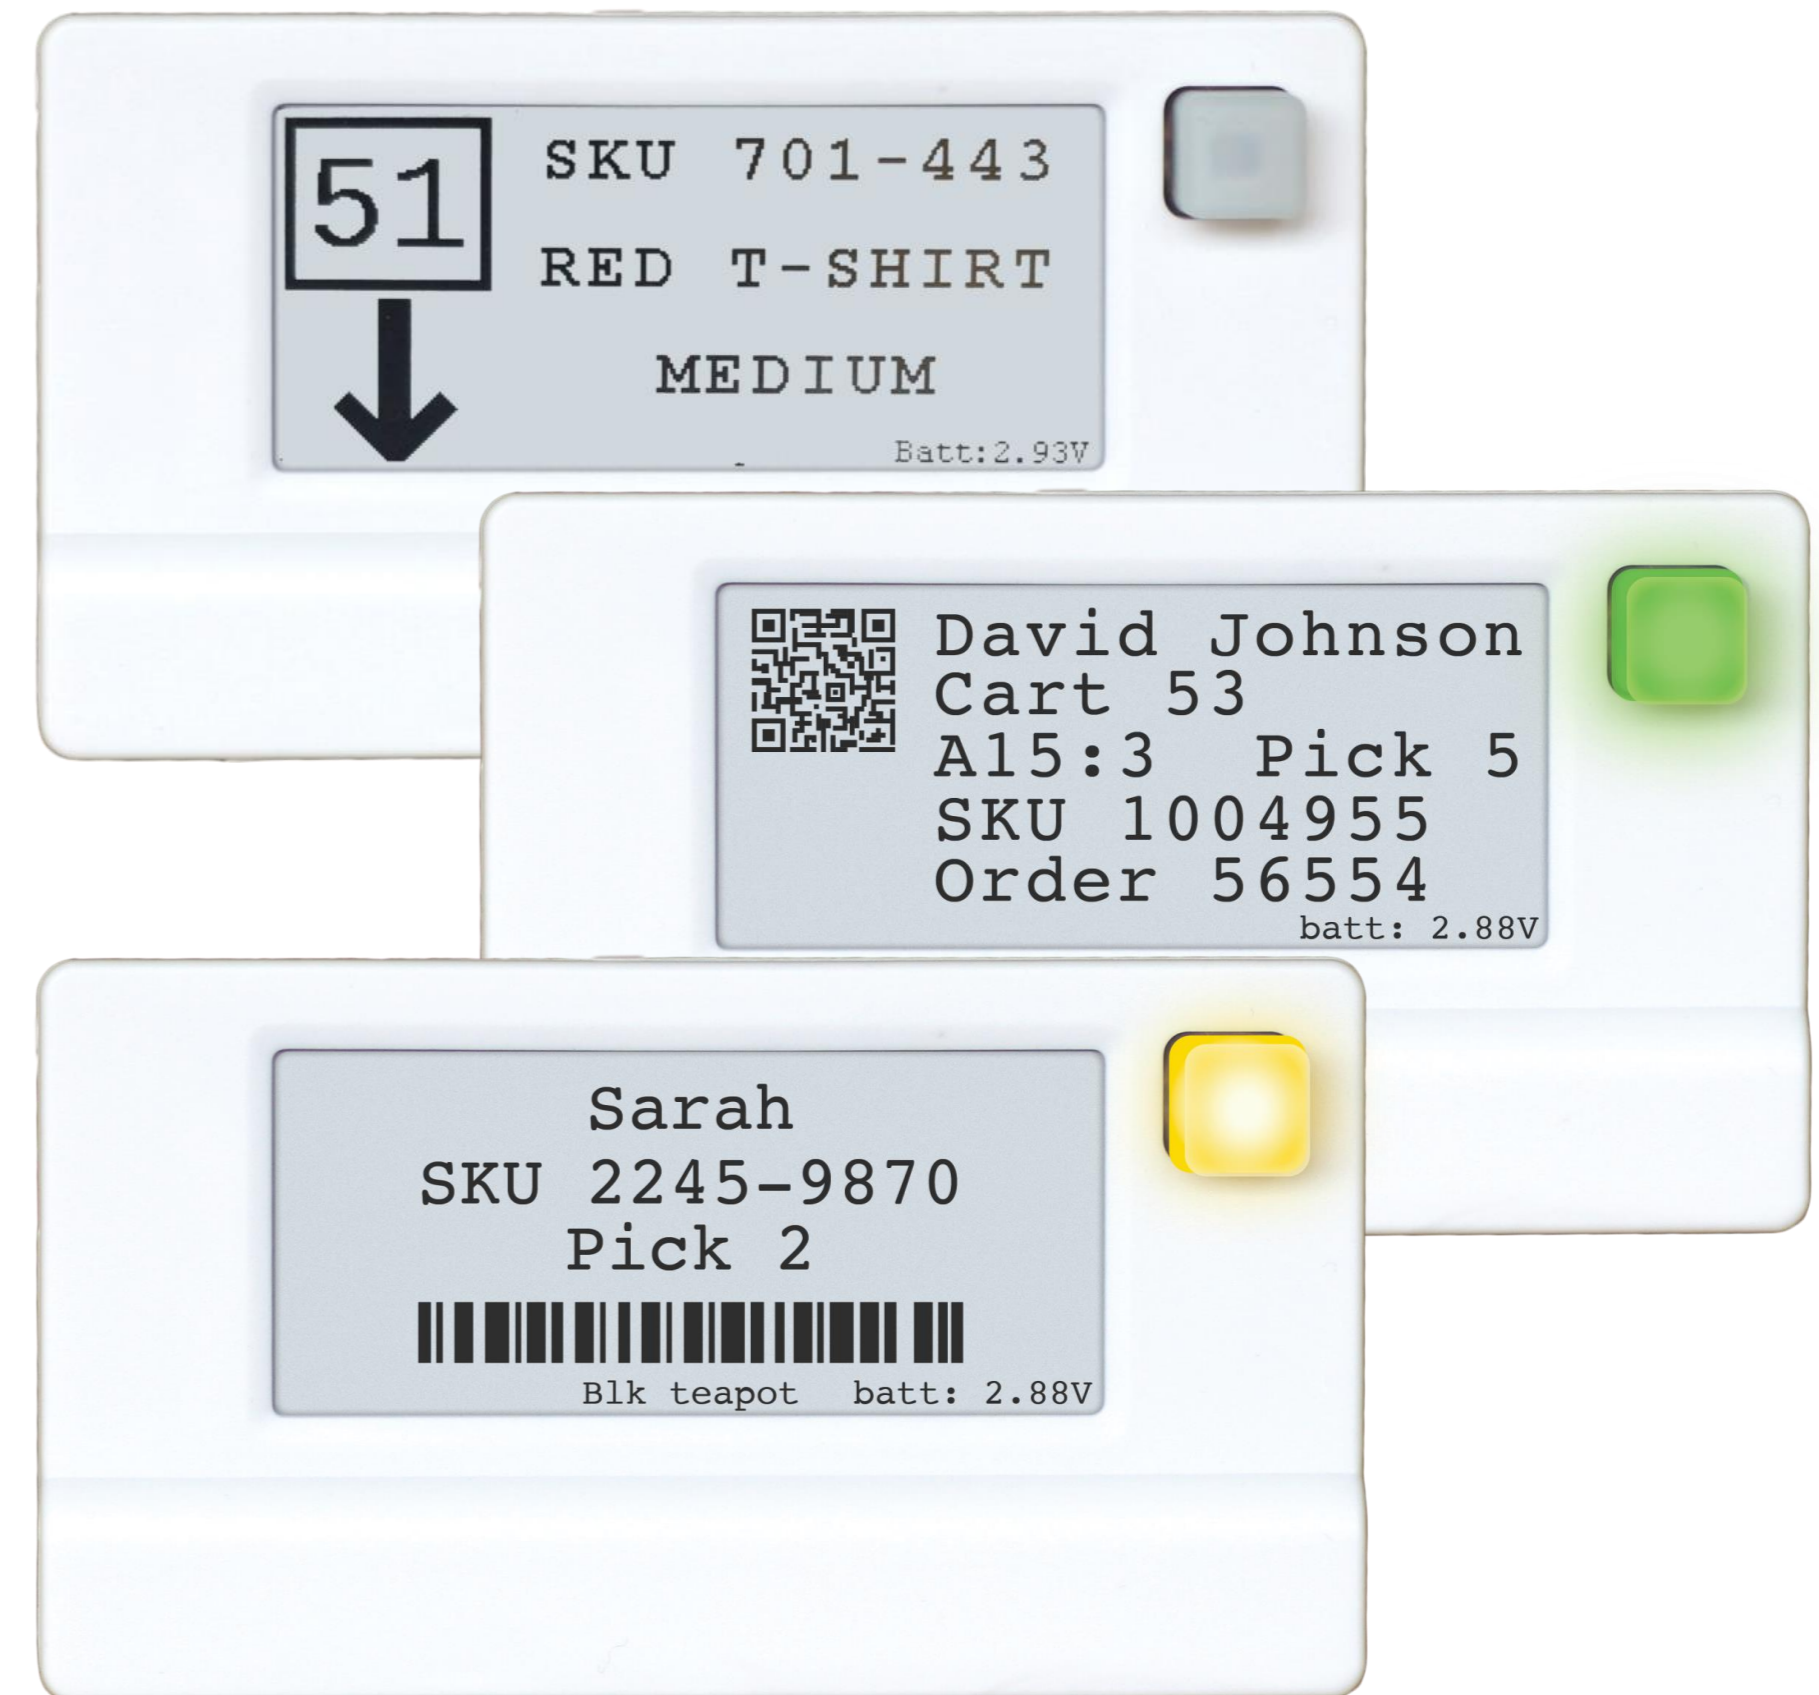 51
SKU 701-443
RED T-SHIRT
MEDIUM
Batt:2.93V
David Johnson
Cart 53
A15:3 Pick 5
SKU 1004955
Order 56554
batt: 2.88V
Sarah
SKU 2245-9870
Pick 2
Blk teapot batt: 2.88V